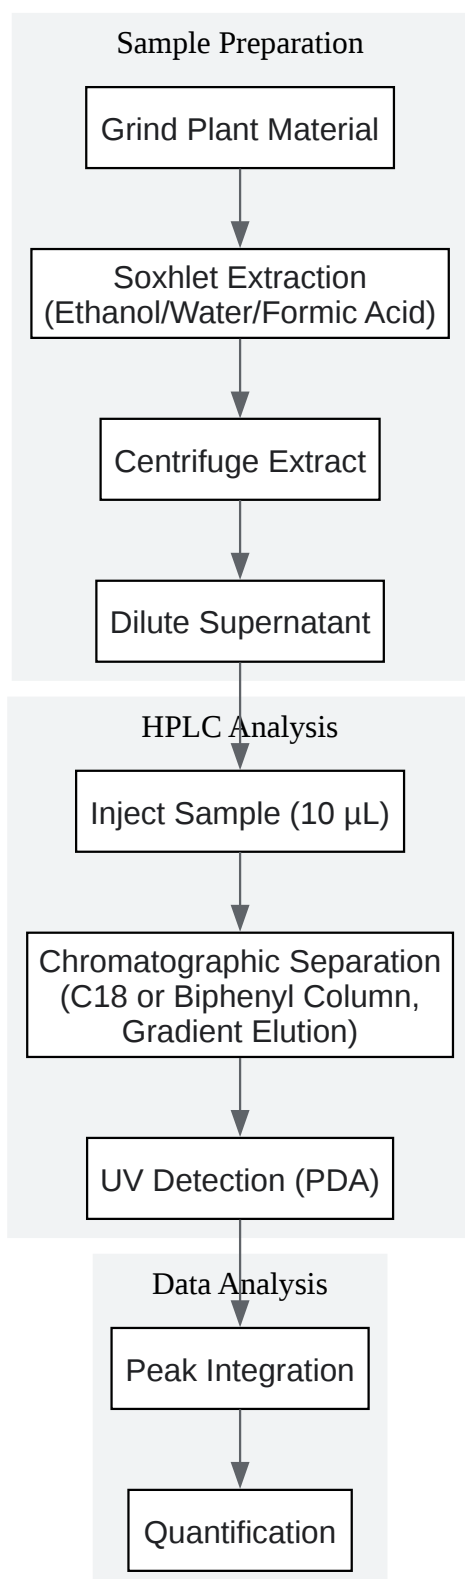 Sample Preparation
Grind Plant Material
Soxhlet Extraction
(Ethanol/Water/Formic Acid)
Centrifuge Extract
Dilute Supernatant
HPLC Analysis
Inject Sample (10 µL)
Chromatographic Separation
(C18 or Biphenyl Column,
Gradient Elution)
UV Detection (PDA)
Data Analysis
Peak Integration
Quantification